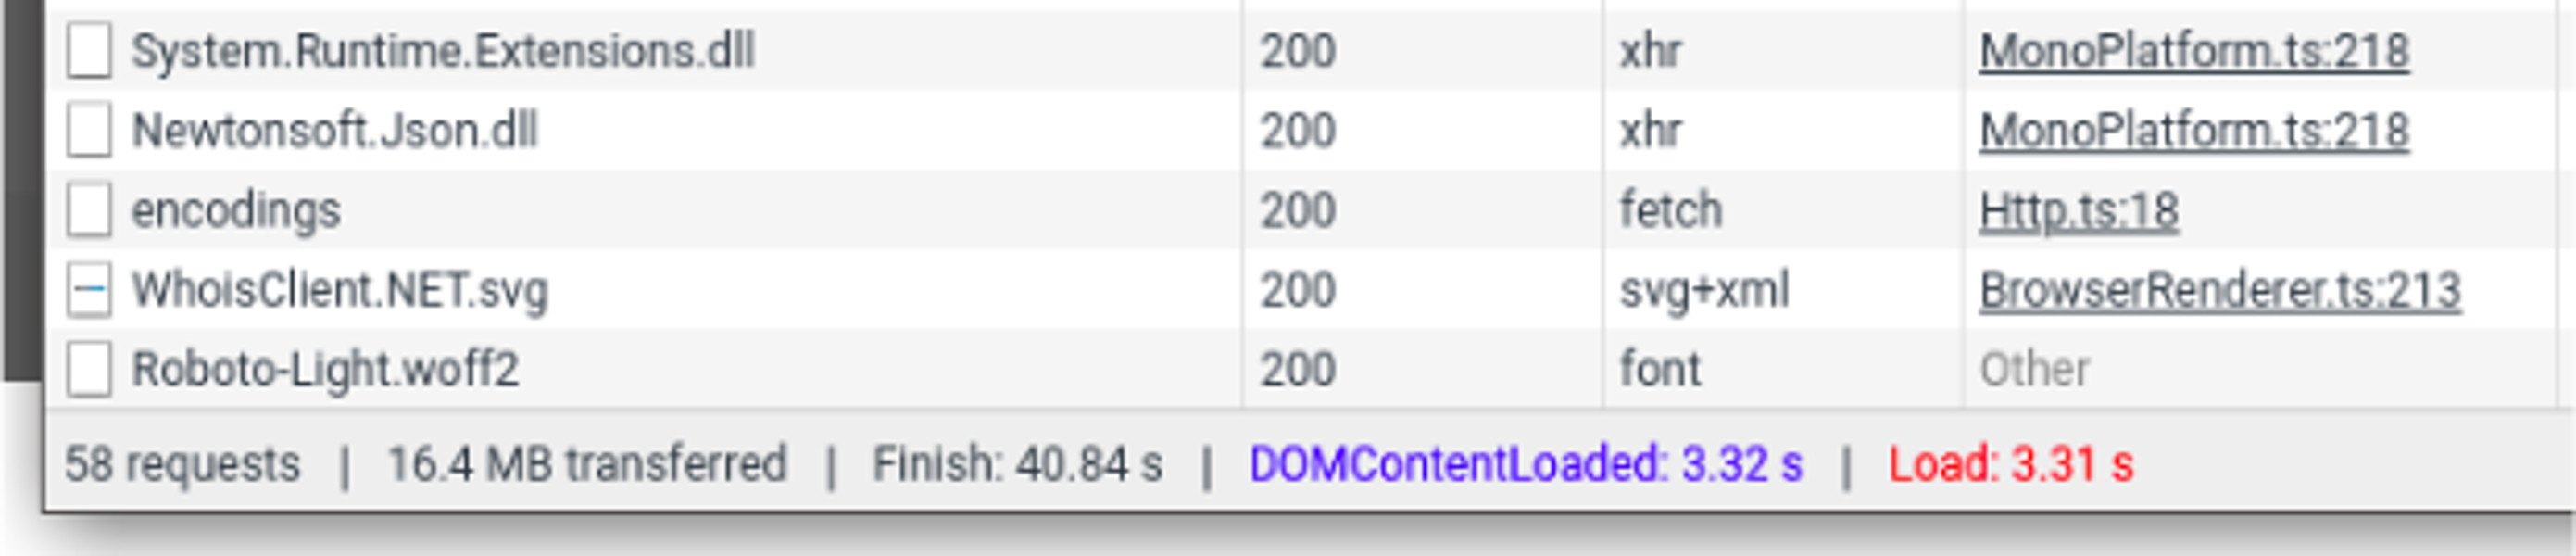 System.Runtime.Extensions.dll 200 xhr MonoPlatform.ts:218
Newtonsoft.Json.dll 200 xhr MonoPlatform.ts:218
encodings 200 fetch Http.ts:18
WhoisClient.NET.svg 200 svg+xml BrowserRenderer.ts:213
Roboto-Light.woff2 200 font Other
58 requests | 16.4 MB transferred | Finish: 40.84 s | DOMContentLoaded: 3.32 s | Load: 3.31 s